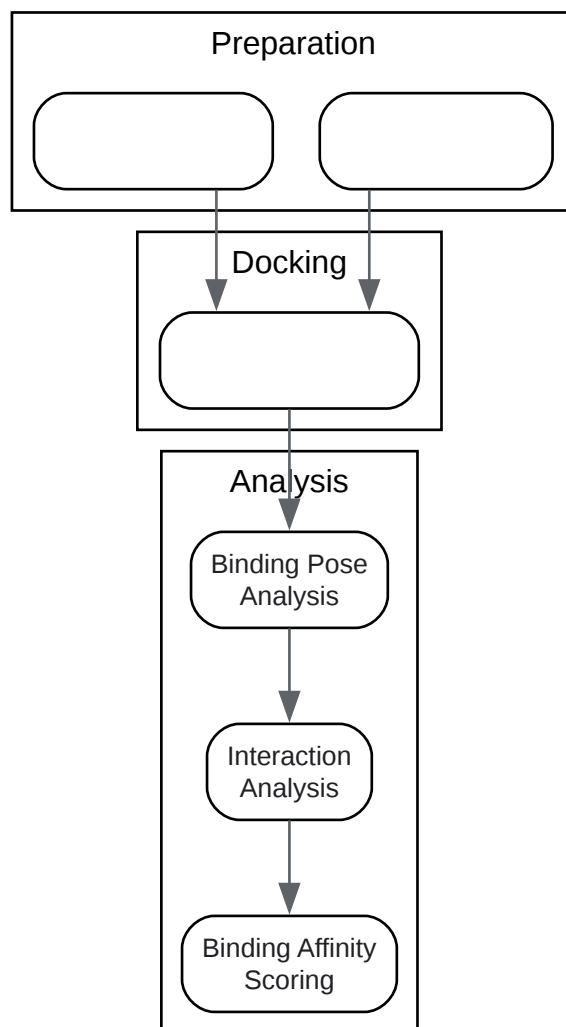 Preparation
Docking
Analysis
Binding Pose
Analysis
Interaction
Analysis
Binding Affinity
Scoring